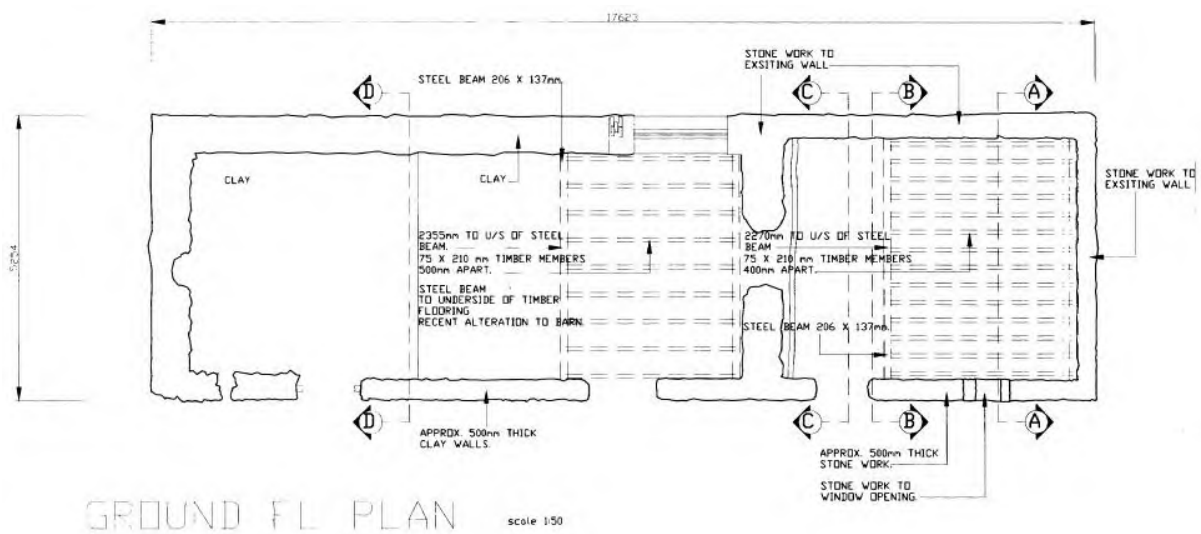 17623
STONE WORK TO
EXSITING WALL
STEEL BEAM 206 X 137mm.
D
C
B
A
CLAY
CLAY
STONE WORK TO
EXSITING WALL
2355mm TO U/S OF STEEL
BEAM.
75 X 210 mm TIMBER MEMBERS
500mm APART.
2270mm TO U/S OF STEEL
BEAM
75 X 210 mm TIMBER MEMBERS
400mm APART.
STEEL BEAM
TO UNDERSIDE OF TIMBER
FLOORING
RECENT ALTERATION TO BARN.
STEEL BEAM 206 X 137mm.
D
C
B
A
APPROX. 500mm THICK
CLAY WALLS.
APPROX. 500mm THICK
STONE WORK.
STONE WORK TO
WINDOW OPENING.
GROUND FL PLAN
scale 1:50